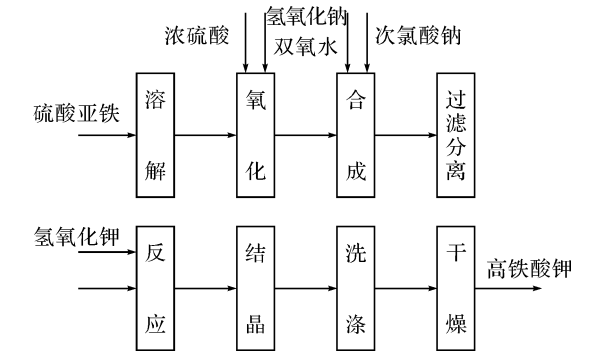 氢氧化钠
浓硫酸
双氧水
次氯酸钠
硫酸亚铁
溶解
氧化
合成
过滤分离
氢氧化钾
反应
结晶
洗涤
干燥
高铁酸钾